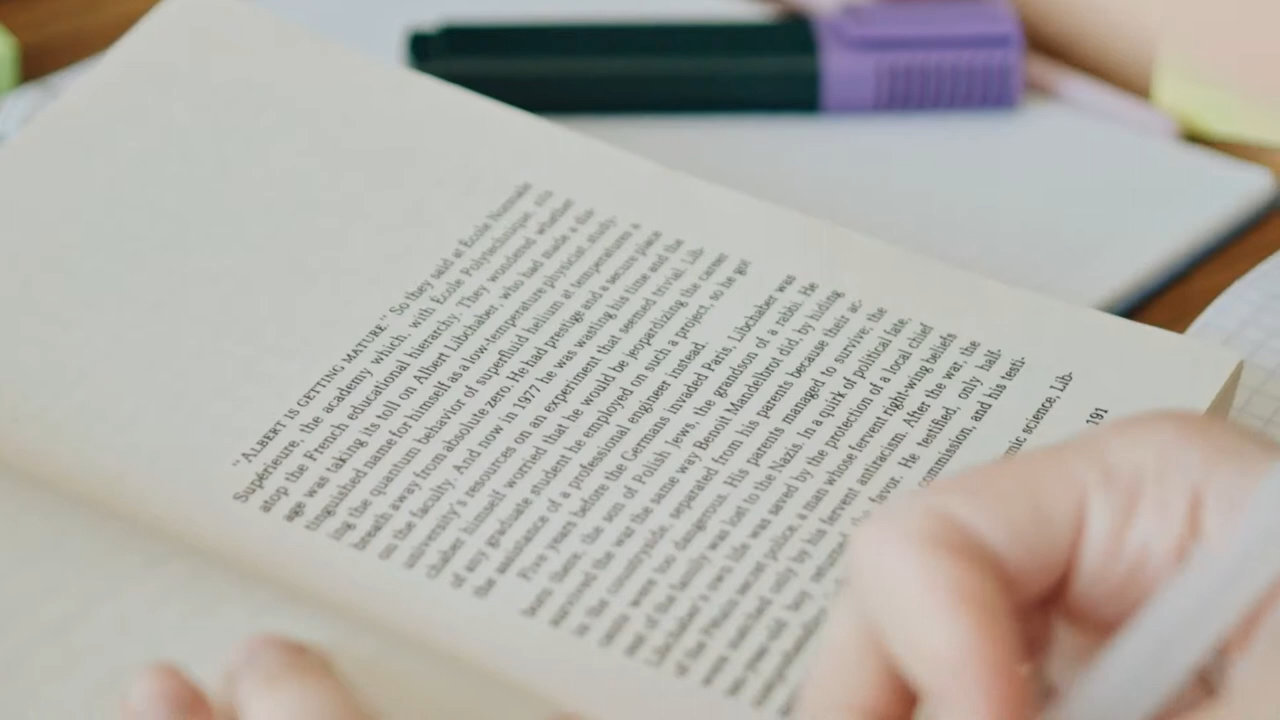 "ALBERT IS GETTING MATURE." So they said at École Normale
Supérieure, the academy which, with École Polytechnique, sits
atop the French educational hierarchy. They wondered whether
age was taking its toll on Albert Libchaber, who had made a dis-
tinguished name for himself as a low-temperature physicist, study-
ing the quantum behavior of superfluid helium at temperatures a
breath away from absolute zero. He had prestige and a secure place
on the faculty. And now in 1977 he was wasting his time and the
university's resources on an experiment that seemed trivial. Lib-
chaber himself worried that he would be jeopardizing the career
of any graduate student he employed on such a project, so he got
the assistance of a professional engineer instead.
Five years before the Germans invaded Paris, Libchaber was
born there, the son of Polish Jews, the grandson of a rabbi. He
survived the war the same way Benoit Mandelbrot did, by hiding
in the countryside, separated from his parents because their ac-
cents were too dangerous. His parents managed to survive; the
rest of the family was lost to the Nazis. In a quirk of political fate,
Libchaber's own life was saved by the protection of a local chief
of the Pétain secret police, a man whose fervent right-wing beliefs
were matched only by his fervent antiracism. After the war, the
ten-year-old boy favor. He testified, only half-
commission, and his testi-
mic science, Lib-
191